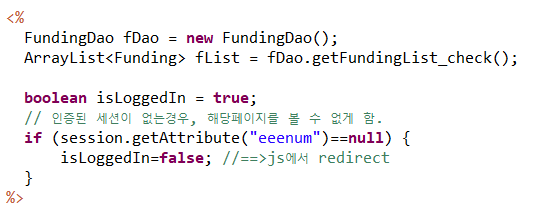 <%
FundingDao fDao = new FundingDao();
ArrayList<Funding> fList = fDao.getFundingList_check();
boolean isLoggedIn = true;
// 인증된 세션이 없는경우, 해당페이지를 볼 수 없게 함.
if (session.getAttribute("eeenum")==null) {
isLoggedIn=false; //==>js에서 redirect
}
%>